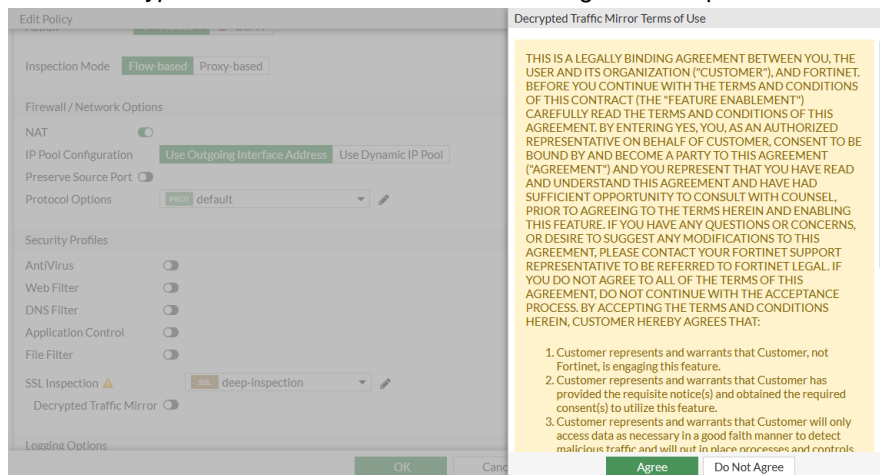 Edit Policy
Inspection Mode Flow-based Proxy-based
Firewall / Network Options
NAT
IP Pool Configuration Use Outgoing Interface Address Use Dynamic IP Pool
Preserve Source Port
Protocol Options PROT default
Security Profiles
AntiVirus
Web Filter
DNS Filter
Application Control
File Filter
SSL Inspection SSL deep-inspection
Decrypted Traffic Mirror
Logging Options
OK Canc
Decrypted Traffic Mirror Terms of Use
THIS IS A LEGALLY BINDING AGREEMENT BETWEEN YOU, THE
USER AND ITS ORGANIZATION ("CUSTOMER"), AND FORTINET.
BEFORE YOU CONTINUE WITH THE TERMS AND CONDITIONS
OF THIS CONTRACT (THE "FEATURE ENABLEMENT")
CAREFULLY READ THE TERMS AND CONDITIONS OF THIS
AGREEMENT. BY ENTERING YES, YOU, AS AN AUTHORIZED
REPRESENTATIVE ON BEHALF OF CUSTOMER, CONSENT TO BE
BOUND BY AND BECOME A PARTY TO THIS AGREEMENT
("AGREEMENT") AND YOU REPRESENT THAT YOU HAVE READ
AND UNDERSTAND THIS AGREEMENT AND HAVE HAD
SUFFICIENT OPPORTUNITY TO CONSULT WITH COUNSEL,
PRIOR TO AGREEING TO THE TERMS HEREIN AND ENABLING
THIS FEATURE. IF YOU HAVE ANY QUESTIONS OR CONCERNS,
OR DESIRE TO SUGGEST ANY MODIFICATIONS TO THIS
AGREEMENT, PLEASE CONTACT YOUR FORTINET SUPPORT
REPRESENTATIVE TO BE REFERRED TO FORTINET LEGAL. IF
YOU DO NOT AGREE TO ALL OF THE TERMS OF THIS
AGREEMENT, DO NOT CONTINUE WITH THE ACCEPTANCE
PROCESS. BY ACCEPTING THE TERMS AND CONDITIONS
HEREIN, CUSTOMER HEREBY AGREES THAT:
1. Customer represents and warrants that Customer, not
Fortinet, is engaging this feature.
2. Customer represents and warrants that Customer has
provided the requisite notice(s) and obtained the required
consent(s) to utilize this feature.
3. Customer represents and warrants that Customer will only
access data as necessary in a good faith manner to detect
malicious traffic and will put in place processes and controls
Agree Do Not Agree